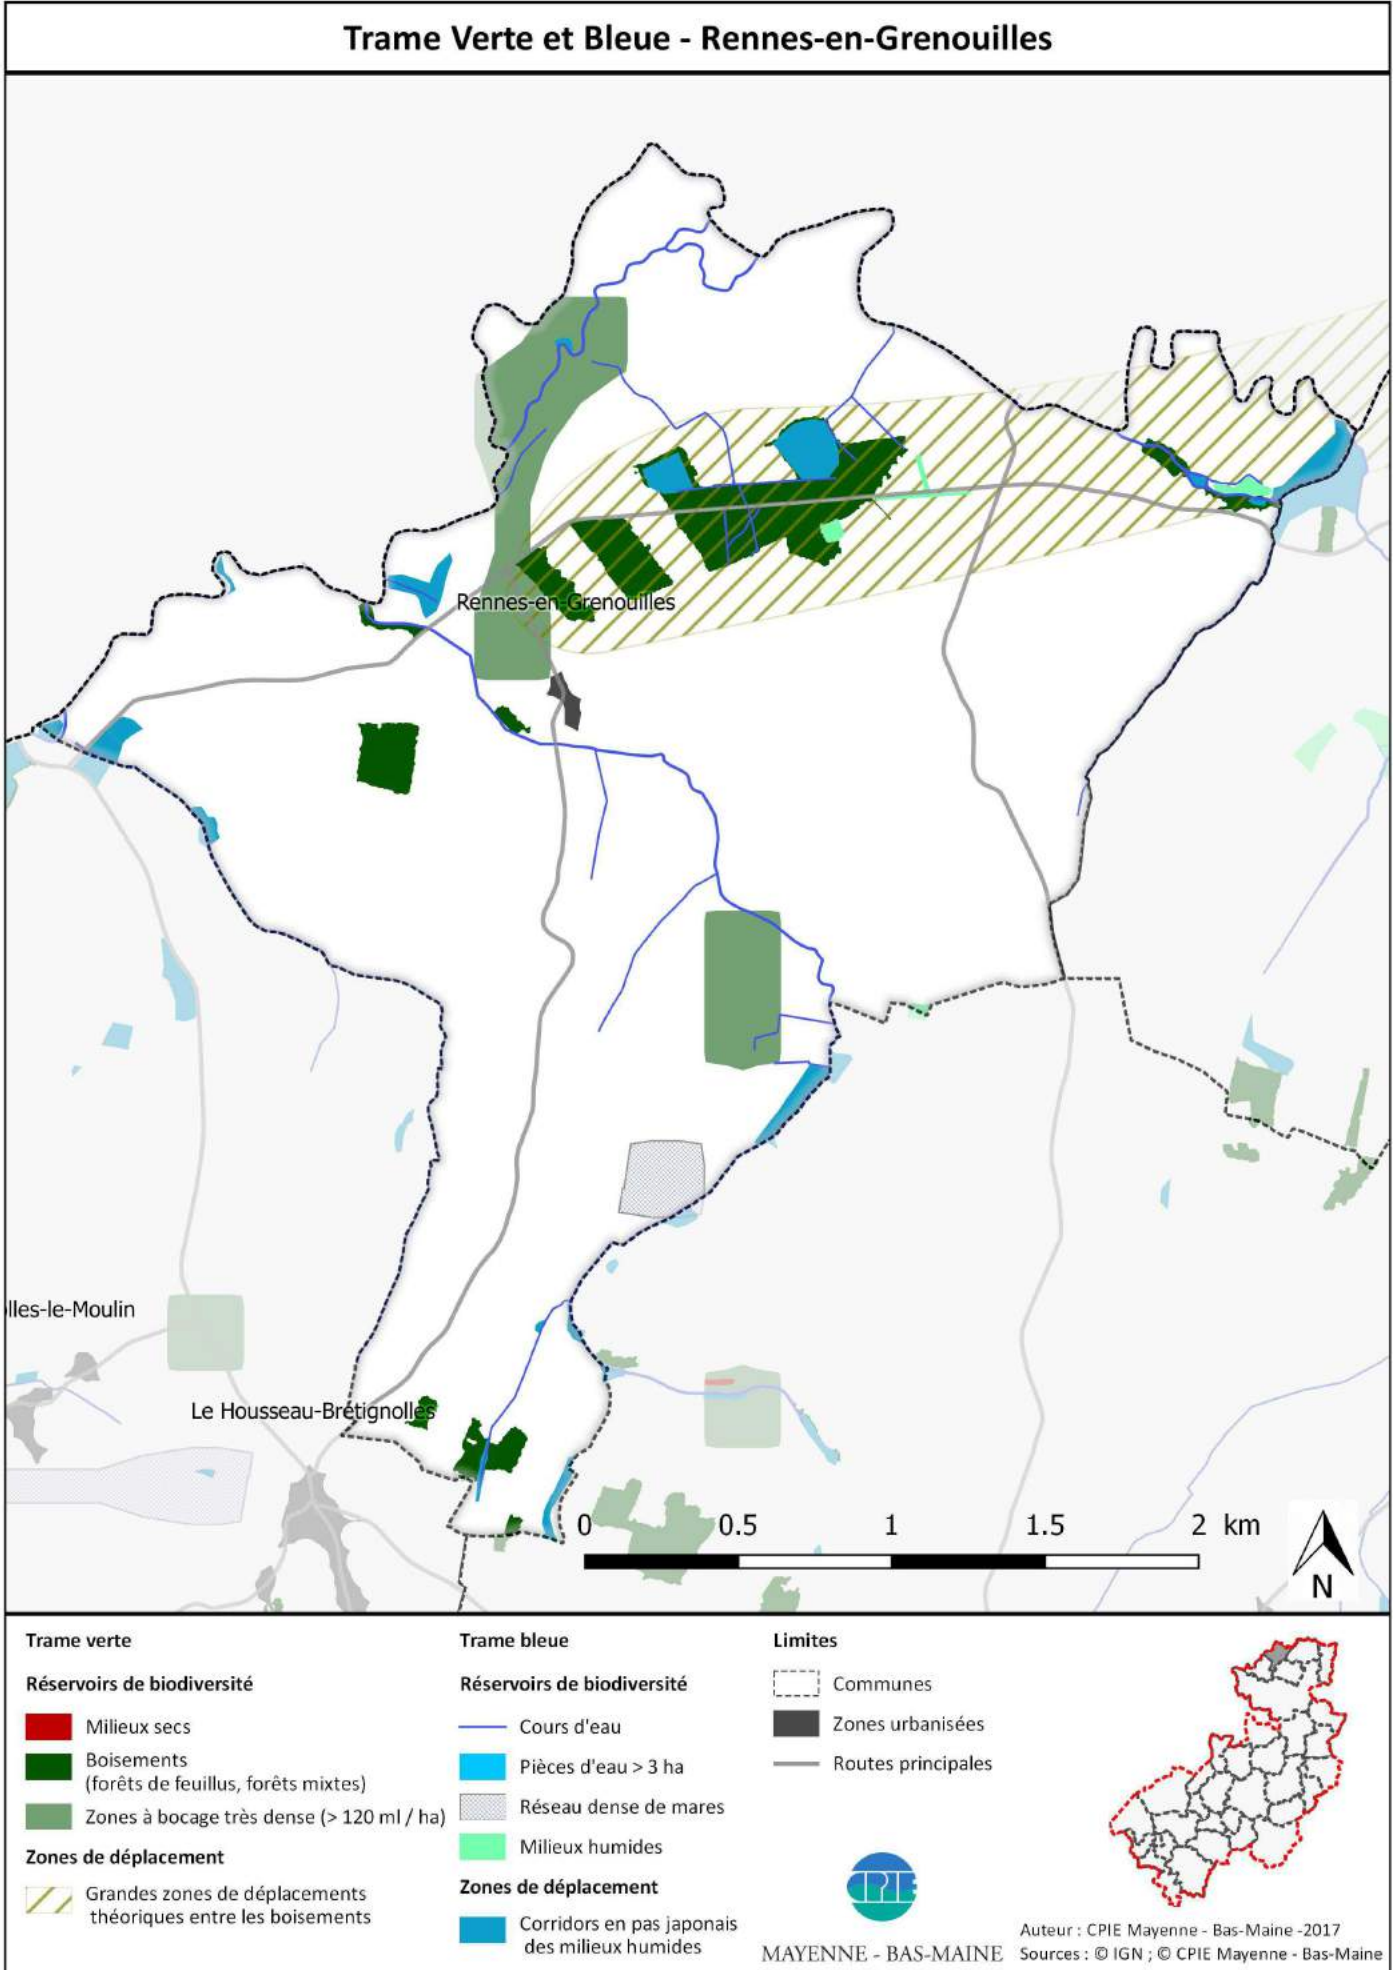 Trame Verte et Bleue - Rennes-en-Grenouilles
Rennes-en-Grenouilles
lles-le-Moulin
Le Housseau-Brétignolles
0 0.5 1 1.5 2 km
N
Trame verte
Réservoirs de biodiversité
Milieux secs
Boisements
(forêts de feuillus, forêts mixtes)
Zones à bocage très dense (> 120 ml / ha)
Zones de déplacement
Grandes zones de déplacements
théoriques entre les boisements
Trame bleue
Réservoirs de biodiversité
Cours d'eau
Pièces d'eau > 3 ha
Réseau dense de mares
Milieux humides
Zones de déplacement
Corridors en pas japonais
des milieux humides
Limites
Communes
Zones urbanisées
Routes principales
CPIE
MAYENNE - BAS-MAINE
Auteur : CPIE Mayenne - Bas-Maine -2017
Sources : © IGN ; © CPIE Mayenne - Bas-Maine